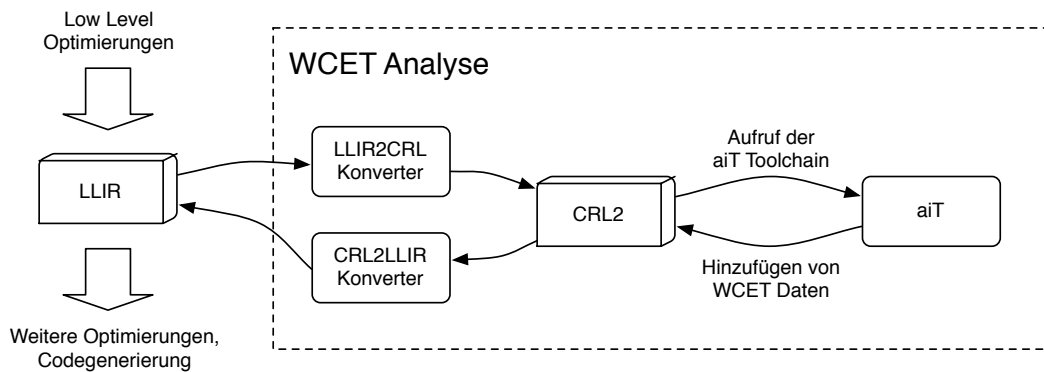 Low Level
Optimierungen
WCET Analyse
LLIR2CRL
Konverter
Aufruf der
aiT Toolchain
LLIR
CRL2
aiT
CRL2LLIR
Konverter
Hinzufügen von
WCET Daten
Weitere Optimierungen,
Codegenerierung